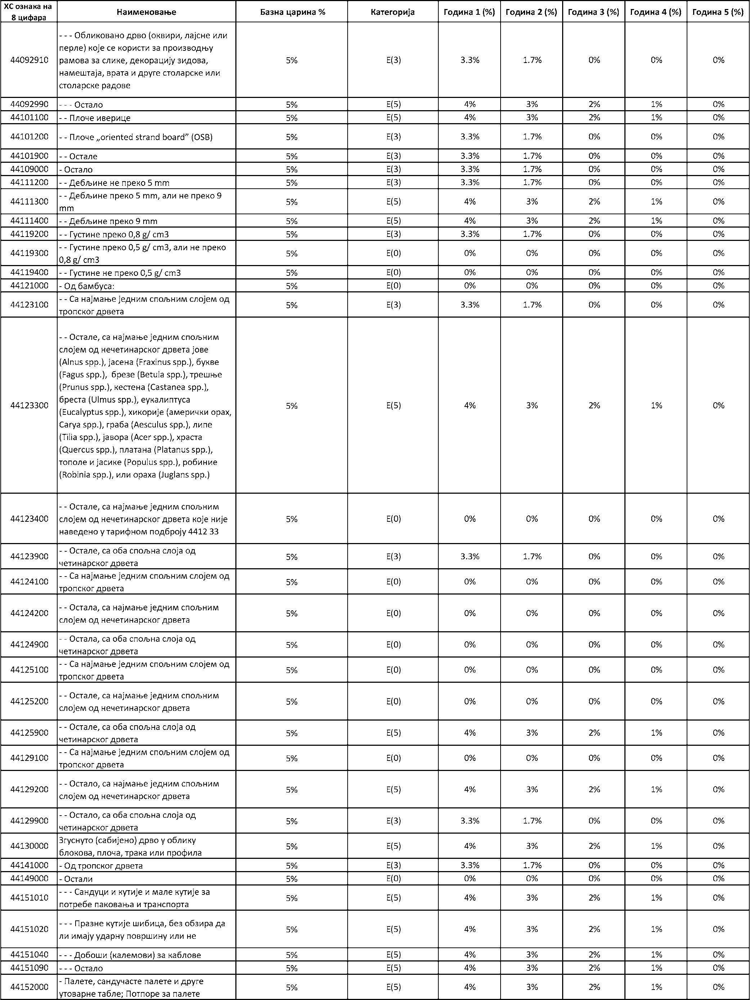 ХС ознака на 8 цифара Наименовање Базна царина % Категорија Година 1 (%) Година 2 (%) Година 3 (%) Година 4 (%) Година 5 (%)
44092910 - - - Обликовано дрво (оквири, лајсне или
перле) које се користи за производњу
рамова за слике, декорацију зидова,
намештаја, врата и друге столарске или
столарске радове 5% E(3) 3.3% 1.7% 0% 0% 0%
44092990 - - - Остало 5% E(5) 4% 3% 2% 1% 0%
44101100 - - Плоче иверице 5% E(5) 4% 3% 2% 1% 0%
44101200 - - Плоче „oriented strand board” (OSB) 5% E(3) 3.3% 1.7% 0% 0% 0%
44101900 - - Остале 5% E(3) 3.3% 1.7% 0% 0% 0%
44109000 - Остало 5% E(3) 3.3% 1.7% 0% 0% 0%
44111200 - - Дебљине не преко 5 mm 5% E(3) 3.3% 1.7% 0% 0% 0%
44111300 - - Дебљине преко 5 mm, али не преко 9
mm 5% E(5) 4% 3% 2% 1% 0%
44111400 - - Дебљине преко 9 mm 5% E(5) 4% 3% 2% 1% 0%
44119200 - - Густине преко 0,8 g/ cm3 5% E(3) 3.3% 1.7% 0% 0% 0%
44119300 - - Густине преко 0,5 g/ cm3, али не преко
0,8 g/ cm3 5% E(0) 0% 0% 0% 0% 0%
44119400 - - Густине не преко 0,5 g/ cm3 5% E(0) 0% 0% 0% 0% 0%
44121000 - Од бамбуса: 5% E(0) 0% 0% 0% 0% 0%
44123100 - - Са најмање једним спољним слојем од
тропског дрвета 5% E(3) 3.3% 1.7% 0% 0% 0%
44123300 - - Остале, са најмање једним спољним
слојем од нечетинарског дрвета јове
(Alnus spp.), јасена (Fraxinus spp.), букве
(Fagus spp.), брезе (Betula spp.), трешње
(Prunus spp.), кестена (Castanea spp.),
бреста (Ulmus spp.), еукалиптуса
(Eucalyptus spp.), хикорије (амерички орах,
Carya spp.), граба (Aesculus spp.), липе
(Tilia spp.), јавора (Acer spp.), храста
(Quercus spp.), платана (Platanus spp.),
тополе и јасике (Populus spp.), робиние
(Robinia spp.), или ораха (Juglans spp.) 5% E(5) 4% 3% 2% 1% 0%
44123400 - - Остале, са најмање једним спољним
слојем од нечетинарског дрвета које није
наведено у тарифном подброју 4412 33 5% E(0) 0% 0% 0% 0% 0%
44123900 - - Остале, са оба спољна слоја од
четинарског дрвета 5% E(3) 3.3% 1.7% 0% 0% 0%
44124100 - - Са најмање једним спољним слојем од
тропског дрвета 5% E(0) 0% 0% 0% 0% 0%
44124200 - - Остала, са најмање једним спољним
слојем од нечетинарског дрвета 5% E(0) 0% 0% 0% 0% 0%
44124900 - - Остала, са оба спољна слоја од
четинарског дрвета 5% E(0) 0% 0% 0% 0% 0%
44125100 - - Са најмање једним спољним слојем од
тропског дрвета 5% E(0) 0% 0% 0% 0% 0%
44125200 - - Остале, са најмање једним спољним
слојем од нечетинарског дрвета 5% E(0) 0% 0% 0% 0% 0%
44125900 - - Остале, са оба спољна слоја од
четинарског дрвета 5% E(5) 4% 3% 2% 1% 0%
44129100 - - Са најмање једним спољним слојем од
тропског дрвета 5% E(0) 0% 0% 0% 0% 0%
44129200 - - Остало, са најмање једним спољним
слојем од нечетинарског дрвета 5% E(5) 4% 3% 2% 1% 0%
44129900 - - Остало, са оба спољна слоја од
четинарског дрвета 5% E(3) 3.3% 1.7% 0% 0% 0%
44130000 Згуснуто (сабијено) дрво у облику
блокова, плоча, трака или профила 5% E(5) 4% 3% 2% 1% 0%
44141000 - Од тропског дрвета 5% E(3) 3.3% 1.7% 0% 0% 0%
44149000 - Остали 5% E(0) 0% 0% 0% 0% 0%
44151010 - - - Сандуци и кутије и мале кутије за
потребе паковања и транспорта 5% E(5) 4% 3% 2% 1% 0%
44151020 - - - Празне кутије шибица, без обзира да
ли имају ударну површину или не 5% E(5) 4% 3% 2% 1% 0%
44151040 - - - Добоши (калемови) за каблове 5% E(5) 4% 3% 2% 1% 0%
44151090 - - - Остало 5% E(5) 4% 3% 2% 1% 0%
44152000 - Палете, сандучасте палете и друге
утоварне табле; Потпоре за палете 5% E(5) 4% 3% 2% 1% 0%